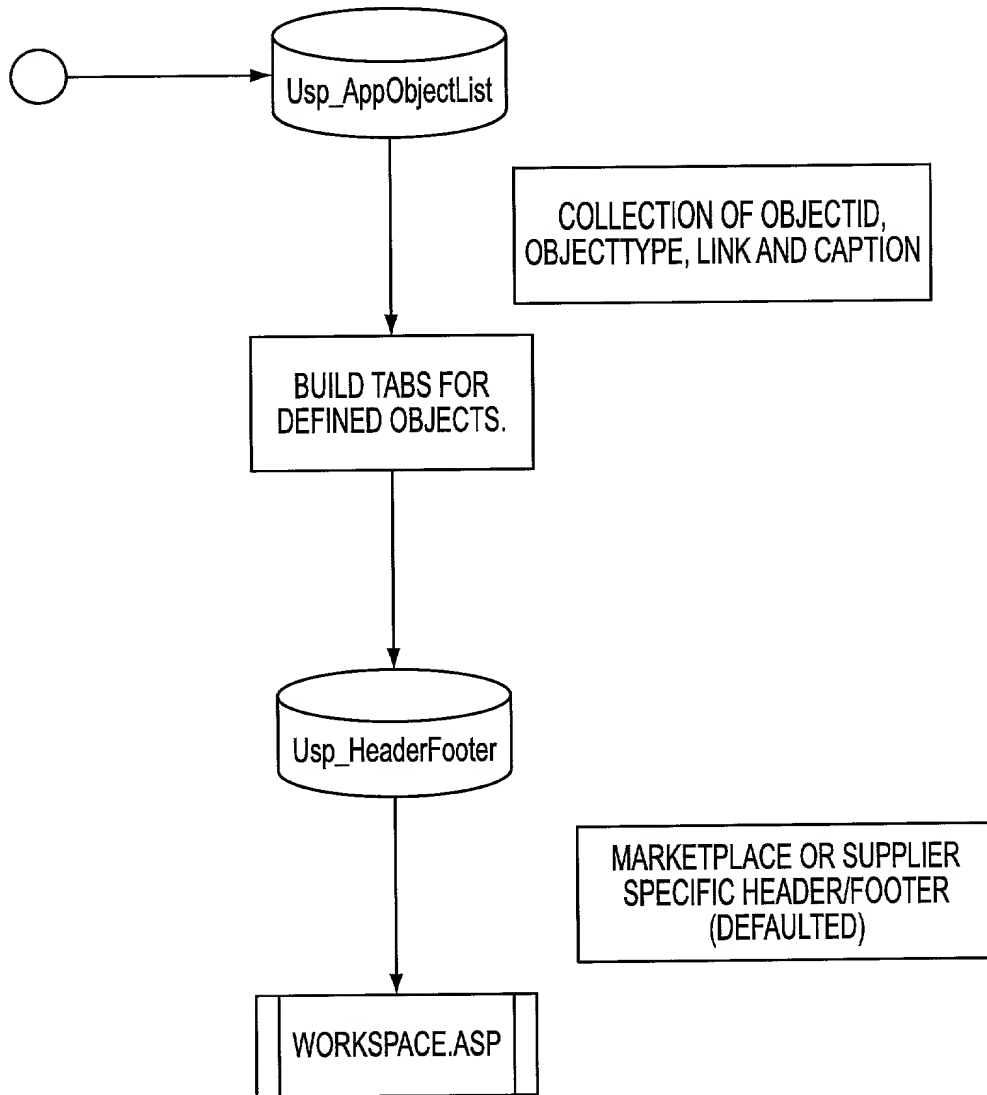 Usp_AppObjectList
COLLECTION OF OBJECTID,
OBJECTTYPE, LINK AND CAPTION
BUILD TABS FOR
DEFINED OBJECTS.
Usp_HeaderFooter
MARKETPLACE OR SUPPLIER
SPECIFIC HEADER/FOOTER
(DEFAULTED)
WORKSPACE.ASP